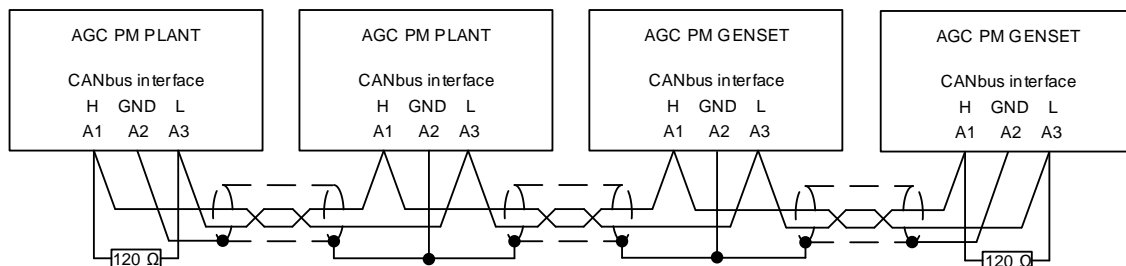 AGC PM PLANT
CANbus interface
H GND L
A1 A2 A3
120 Ω
AGC PM PLANT
CANbus interface
H GND L
A1 A2 A3
AGC PM GENSET
CANbus interface
H GND L
A1 A2 A3
AGC PM GENSET
CANbus interface
H GND L
A1 A2 A3
120 Ω